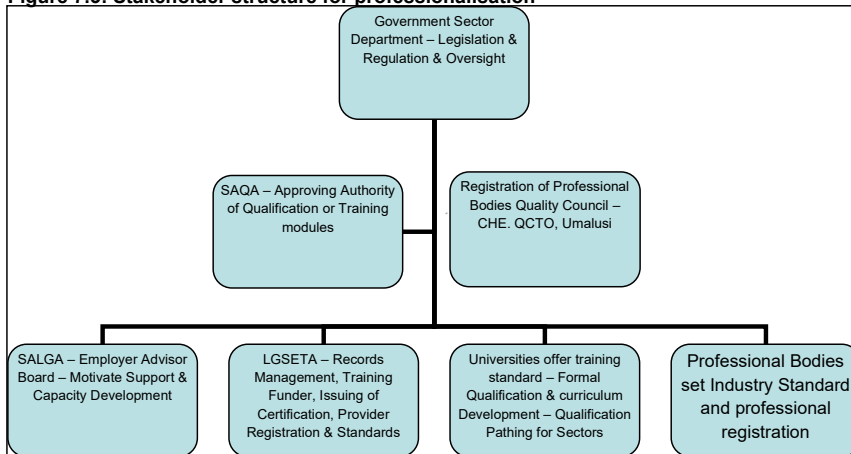 Figure 7.6: Stakeholder structure for professionalisation
Government Sector
Department – Legislation &
Regulation & Oversight
SAQA – Approving Authority
of Qualification or Training
modules
Registration of Professional
Bodies Quality Council –
CHE. QCTO, Umalusi
SALGA – Employer Advisor
Board – Motivate Support &
Capacity Development
LGSETA – Records
Management, Training
Funder, Issuing of
Certification, Provider
Registration & Standards
Universities offer training
standard – Formal
Qualification & curriculum
Development – Qualification
Pathing for Sectors
Professional Bodies
set Industry Standard
and professional
registration